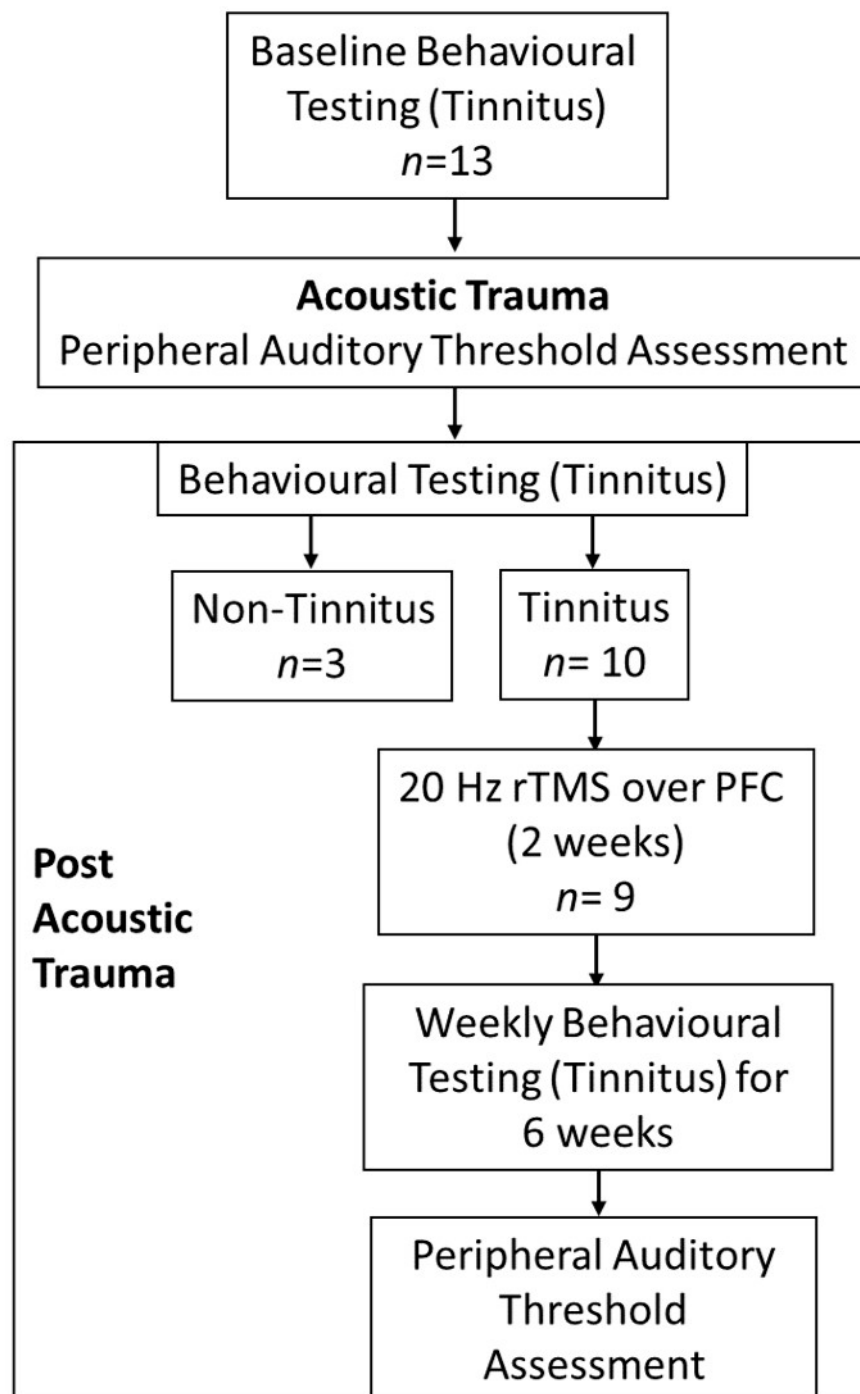 Baseline Behavioural
Testing (Tinnitus)
n=13
Acoustic Trauma
Peripheral Auditory Threshold Assessment
Behavioural Testing (Tinnitus)
Non-Tinnitus
n=3
Tinnitus
n= 10
20 Hz rTMS over PFC
(2 weeks)
n= 9
Post
Acoustic
Trauma
Weekly Behavioural
Testing (Tinnitus) for
6 weeks
Peripheral Auditory
Threshold
Assessment